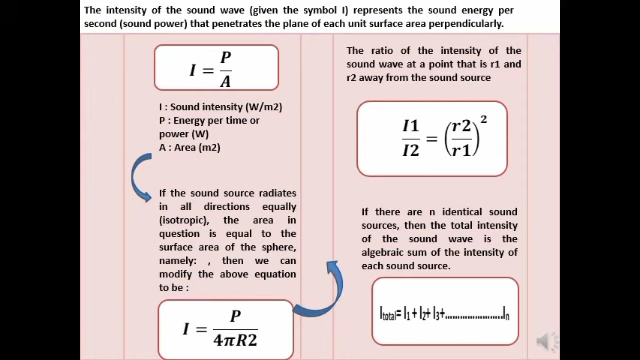 The intensity of the sound wave (given the symbol I) represents the sound energy per
second (sound power) that penetrates the plane of each unit surface area perpendicularly.
I = P/A
I : Sound intensity (W/m2)
P : Energy per time or
power (W)
A : Area (m2)
If the sound source radiates
in all directions equally
(isotropic), the area in
question is equal to the
surface area of the sphere,
namely: , then we can
modify the above equation
to be :
I = P/4πR2
The ratio of the intensity of the
sound wave at a point that is r1 and
r2 away from the sound source
I1/I2 = (r2/r1)²
If there are n identical sound
sources, then the total intensity
of the sound wave is the
algebraic sum of the intensity of
each sound source.
Itotal= I1 + I2+ I3+.........................In